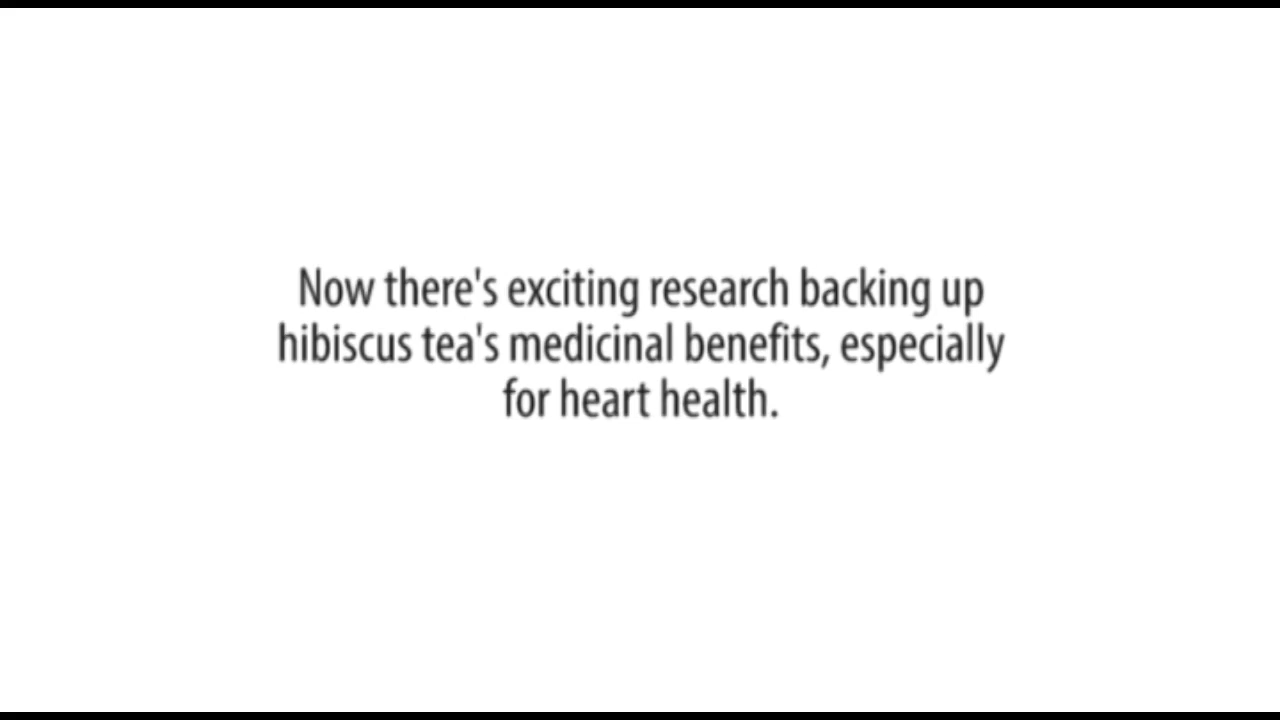 Now there's exciting research backing up
hibiscus tea's medicinal benefits, especially
for heart health.